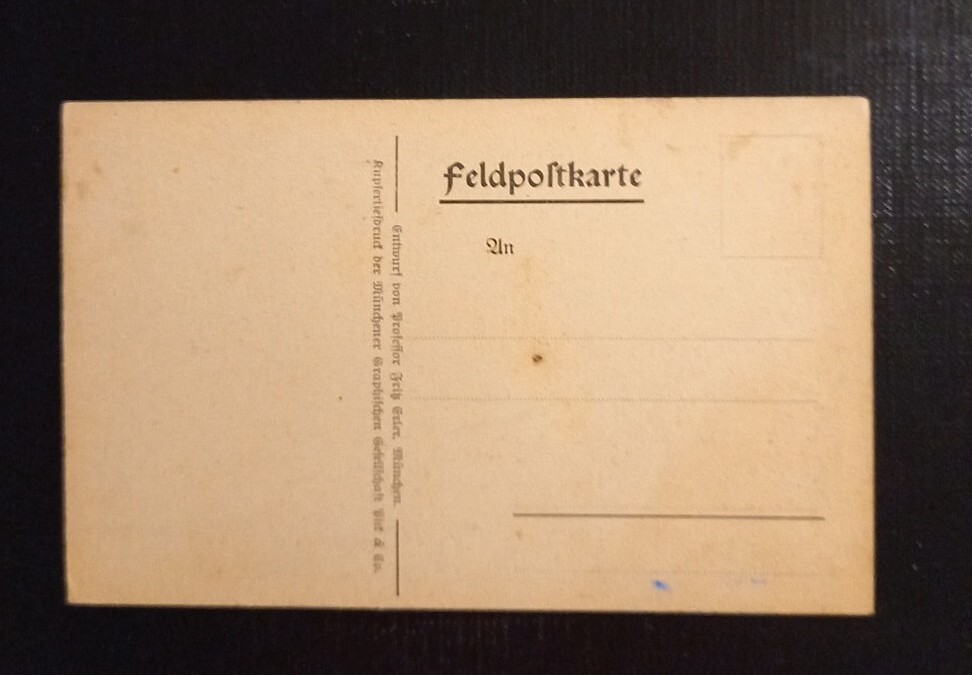 Feldpoſtkarte
An
Entwurf von Profeſſor Fritz Erler, München.
Kupfertiefdruck der Münchener Graphiſchen Geſellſchaft Pick & Co.